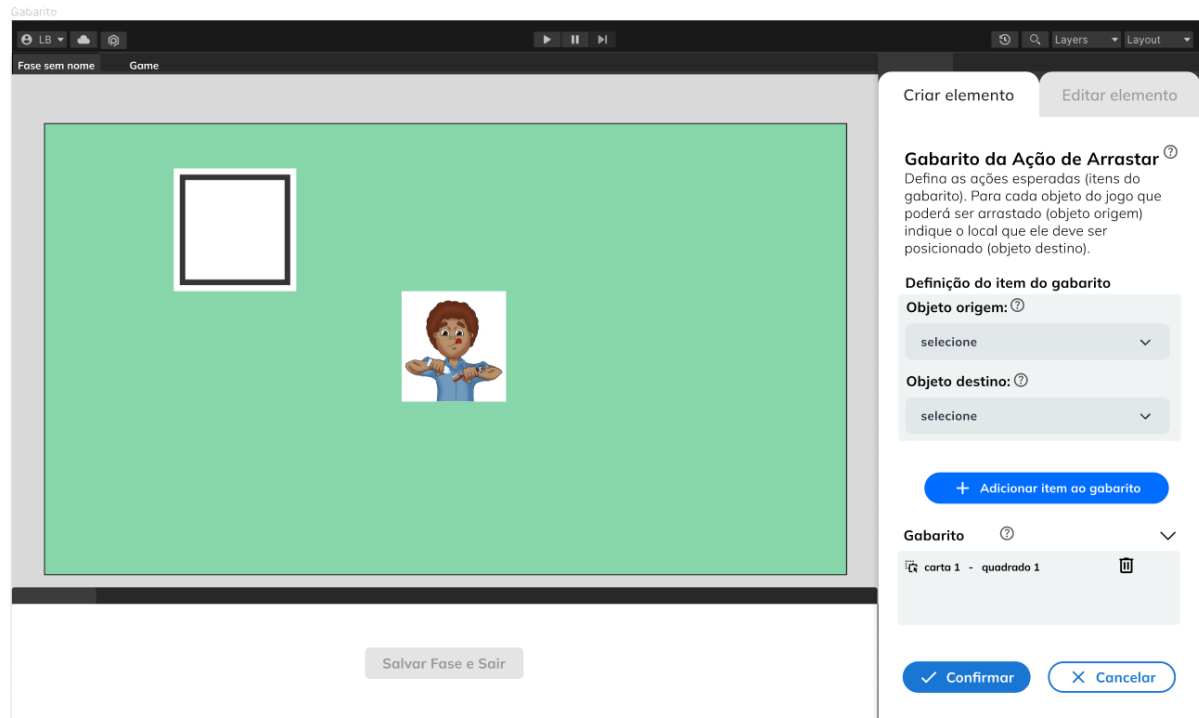 Gabarito
LB
Layers
Layout
Fase sem nome
Game
Criar elemento
Editar elemento
Gabarito da Ação de Arrastar
Defina as ações esperadas (itens do
gabarito). Para cada objeto do jogo que
poderá ser arrastado (objeto origem)
indique o local que ele deve ser
posicionado (objeto destino).
Definição do item do gabarito
Objeto origem:
selecione
Objeto destino:
selecione
+ Adicionar item ao gabarito
Gabarito
carta 1 - quadrado 1
Salvar Fase e Sair
Confirmar
Cancelar